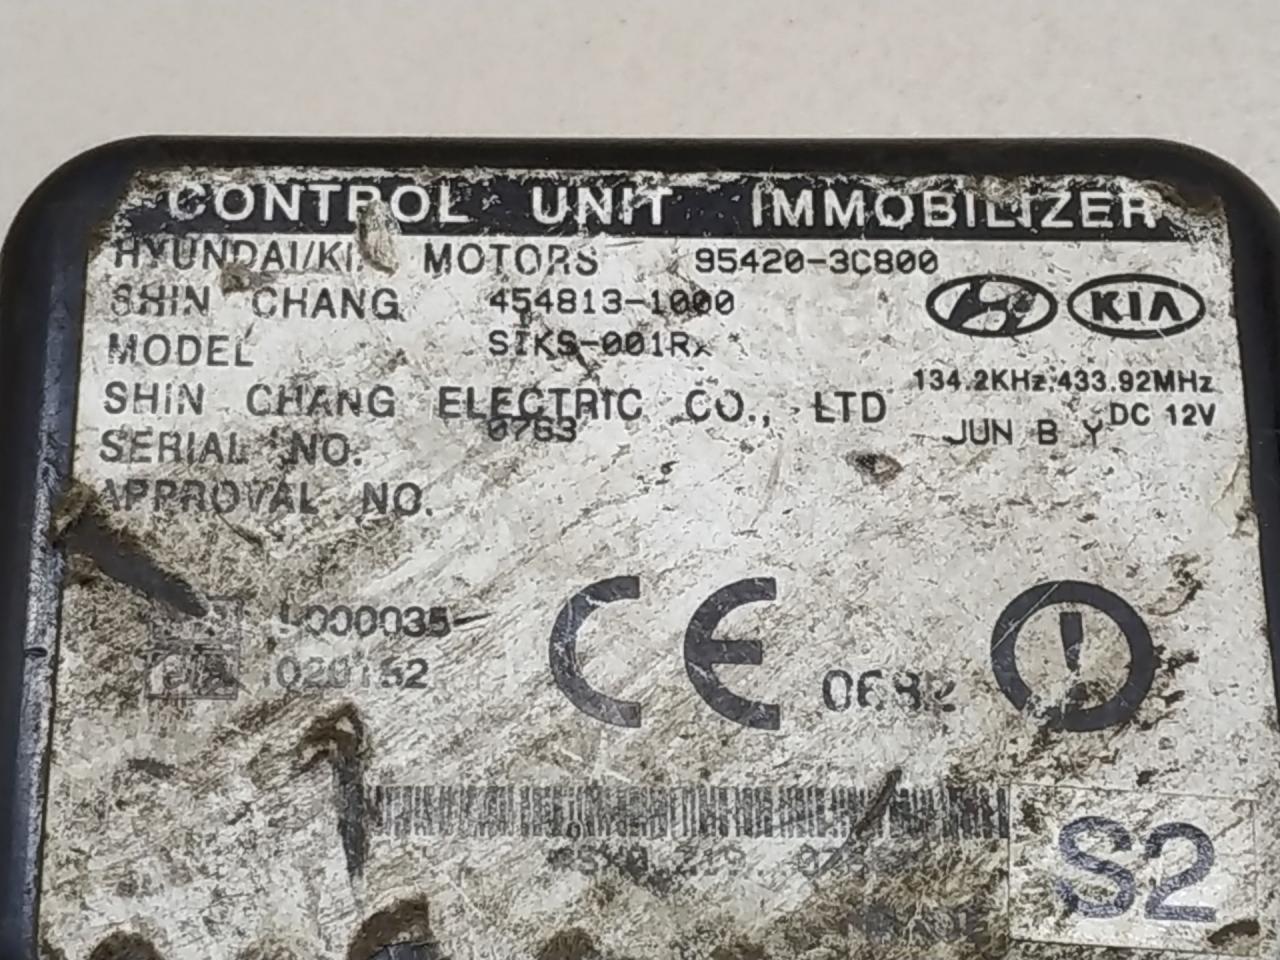 CONTROL UNIT IMMOBILIZER
HYUNDAI/KIA MOTORS 95420-3C800
SHIN CHANG 454813-1000
KIA
MODEL SIKS-001Rx
134.2KHz,433.92MHz
SHIN CHANG ELECTRIC CO., LTD DC 12V
SERIAL NO. 0763 JUN B Y
APPROVAL NO.
CE 0682
S2